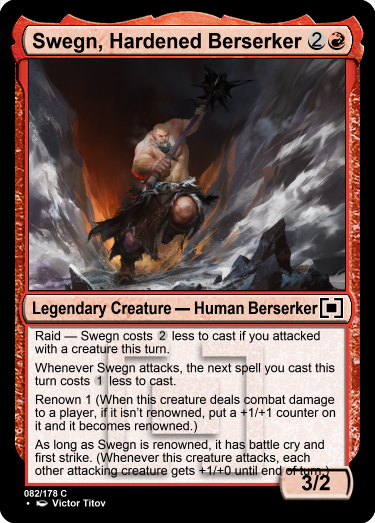 Swegn, Hardened Berserker 2
Legendary Creature — Human Berserker
Raid — Swegn costs 2 less to cast if you attacked
with a creature this turn.
Whenever Swegn attacks, the next spell you cast this
turn costs 1 less to cast.
Renown 1 (When this creature deals combat damage
to a player, if it isn't renowned, put a +1/+1 counter on
it and it becomes renowned.)
As long as Swegn is renowned, it has battle cry and
first strike. (Whenever this creature attacks, each
other attacking creature gets +1/+0 until end of turn.)
3/2
082/178 C
• Victor Titov